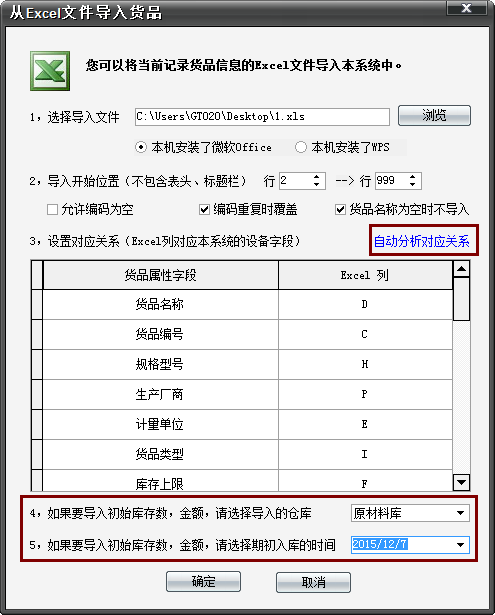 从Excel文件导入货品
您可以将当前记录货品信息的Excel文件导入本系统中。
1，选择导入文件 C:\Users\GT020\Desktop\1.xls 浏览
本机安装了微软Office 本机安装了WPS
2，导入开始位置（不包含表头、标题栏） 行 2 --> 行 999
允许编码为空 编码重复时覆盖 货品名称为空时不导入
3，设置对应关系（Excel列对应本系统的设备字段） 自动分析对应关系
货品属性字段 Excel 列
货品名称 D
货品编号 C
规格型号 H
生产厂商 P
计量单位 E
货品类型 I
库存上限 F
4，如果要导入初始库存数，金额，请选择导入的仓库 原材料库
5，如果要导入初始库存数，金额，请选择期初入库的时间 2015/12/7
确定 取消